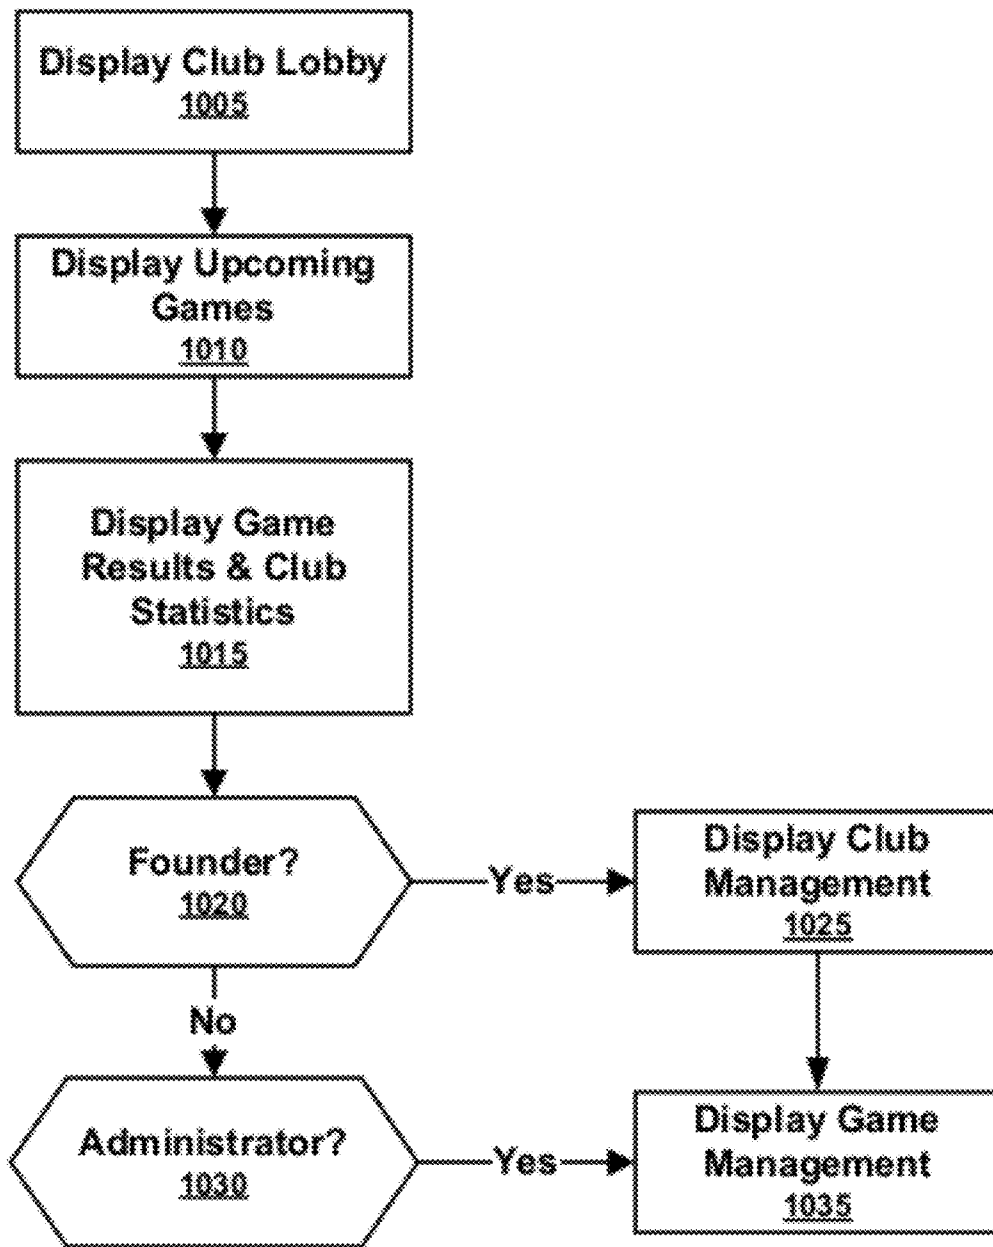 Display Club Lobby
1005
Display Upcoming
Games
1010
Display Game
Results & Club
Statistics
1015
Founder?
1020
Yes
Display Club
Management
1025
No
Administrator?
1030
Yes
Display Game
Management
1035